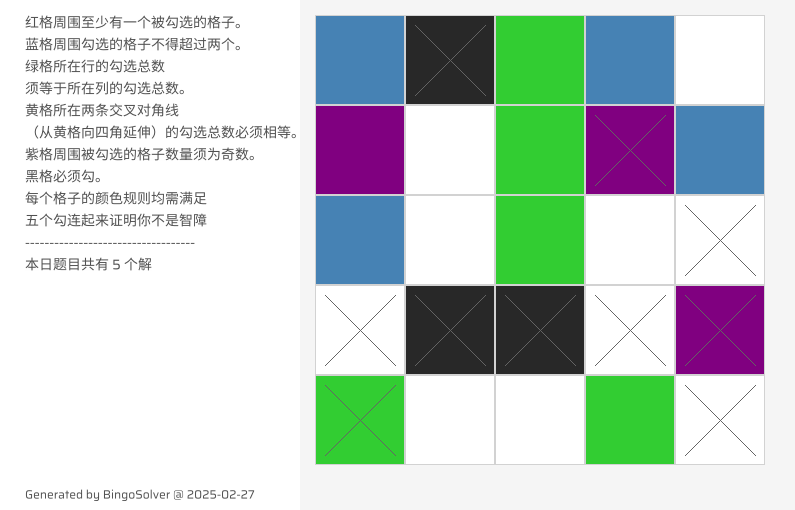 红格周围至少有一个被勾选的格子。
蓝格周围勾选的格子不得超过两个。
绿格所在行的勾选总数
须等于所在列的勾选总数。
黄格所在两条交叉对角线
（从黄格向四角延伸）的勾选总数必须相等。
紫格周围被勾选的格子数量须为奇数。
黑格必须勾。
每个格子的颜色规则均需满足
五个勾连起来证明你不是智障
-----------------------------------
本日题目共有 5 个解
Generated by BingoSolver @ 2025-02-27